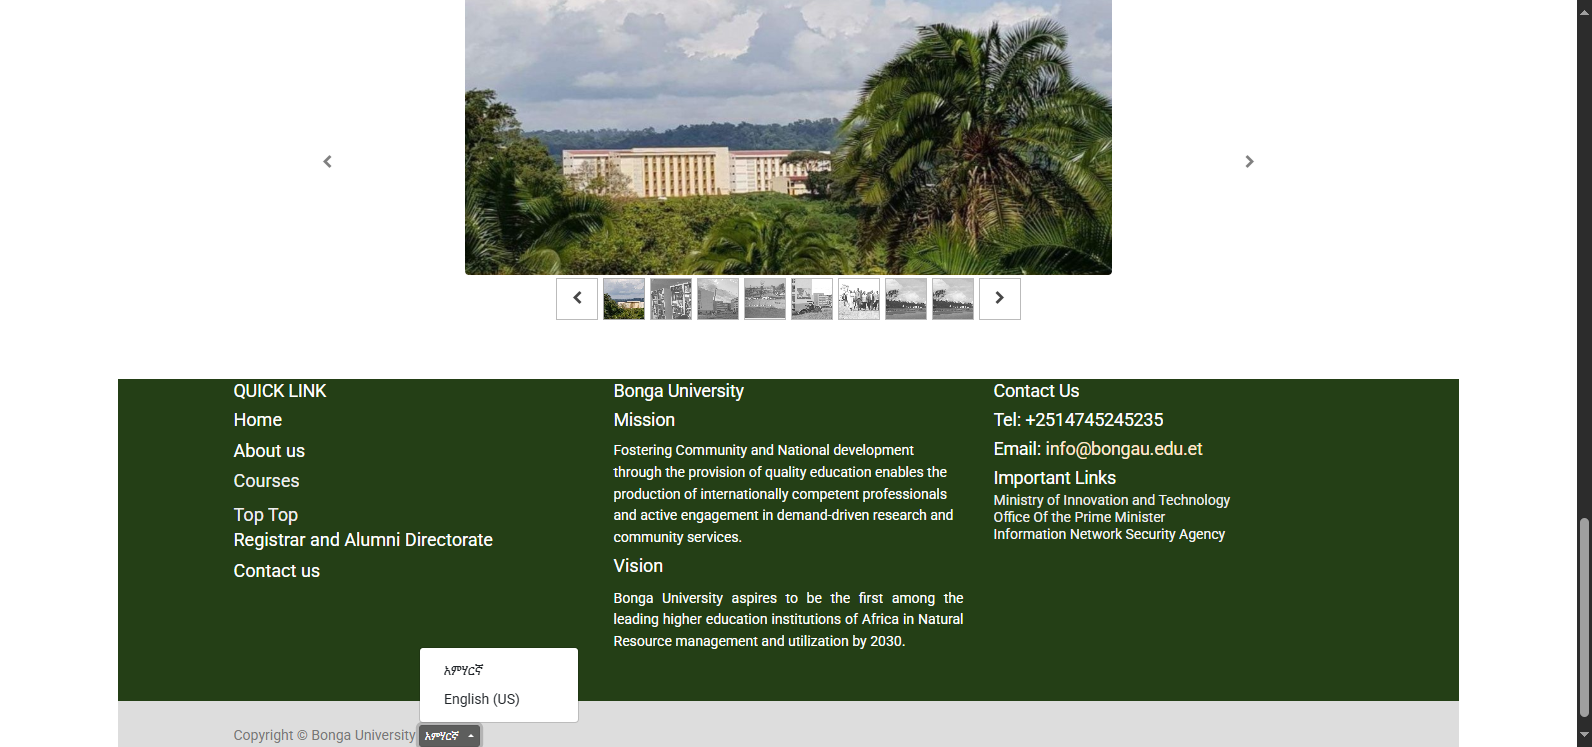 QUICK LINK
Home
About us
Courses
Top Top
Registrar and Alumni Directorate
Contact us
Bonga University
Mission
Fostering Community and National development
through the provision of quality education enables the
production of internationally competent professionals
and active engagement in demand-driven research and
community services.
Vision
Bonga University aspires to be the first among the
leading higher education institutions of Africa in Natural
Resource management and utilization by 2030.
Contact Us
Tel: +2514745245235
Email: info@bongau.edu.et
Important Links
Ministry of Innovation and Technology
Office Of the Prime Minister
Information Network Security Agency
አምሃርኛ
English (US)
Copyright © Bonga University አምሃርኛ